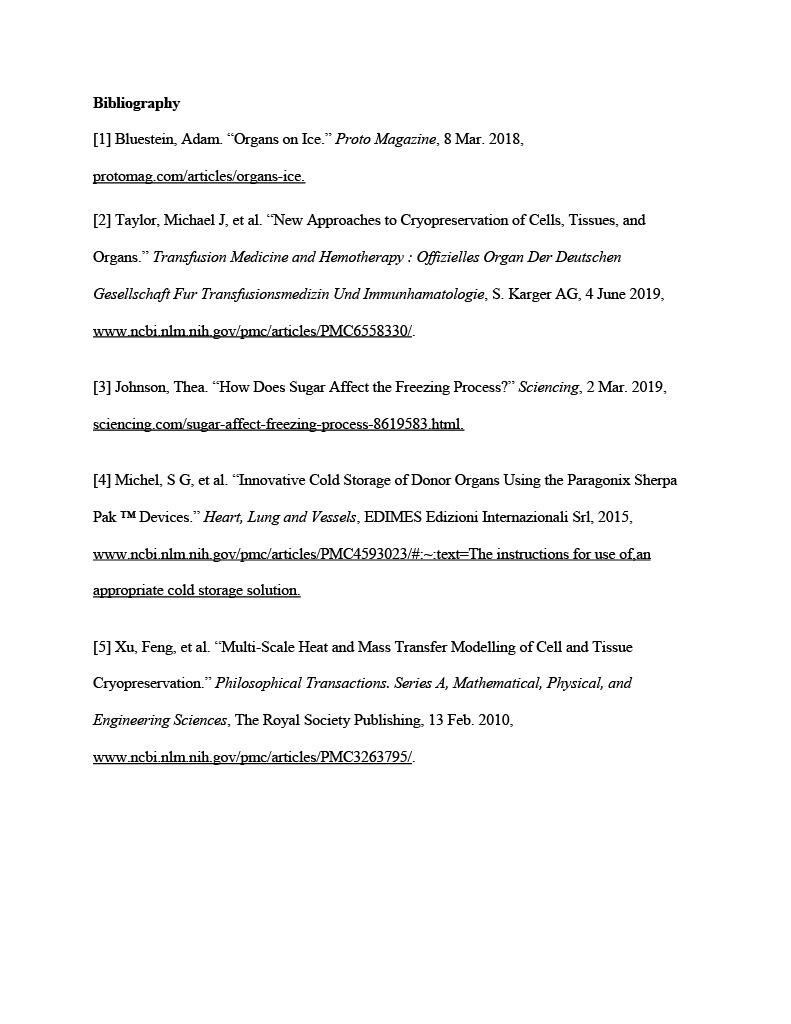 Bibliography
[1] Bluestein, Adam. “Organs on Ice.” Proto Magazine, 8 Mar. 2018,
protomag.com/articles/organs-ice.
[2] Taylor, Michael J, et al. “New Approaches to Cryopreservation of Cells, Tissues, and
Organs.” Transfusion Medicine and Hemotherapy : Offizielles Organ Der Deutschen
Gesellschaft Fur Transfusionsmedizin Und Immunhamatologie, S. Karger AG, 4 June 2019,
www.ncbi.nlm.nih.gov/pmc/articles/PMC6558330/.
[3] Johnson, Thea. “How Does Sugar Affect the Freezing Process?” Sciencing, 2 Mar. 2019,
sciencing.com/sugar-affect-freezing-process-8619583.html.
[4] Michel, S G, et al. “Innovative Cold Storage of Donor Organs Using the Paragonix Sherpa
Pak ™ Devices.” Heart, Lung and Vessels, EDIMES Edizioni Internazionali Srl, 2015,
www.ncbi.nlm.nih.gov/pmc/articles/PMC4593023/#:~:text=The instructions for use of,an
appropriate cold storage solution.
[5] Xu, Feng, et al. “Multi-Scale Heat and Mass Transfer Modelling of Cell and Tissue
Cryopreservation.” Philosophical Transactions. Series A, Mathematical, Physical, and
Engineering Sciences, The Royal Society Publishing, 13 Feb. 2010,
www.ncbi.nlm.nih.gov/pmc/articles/PMC3263795/.